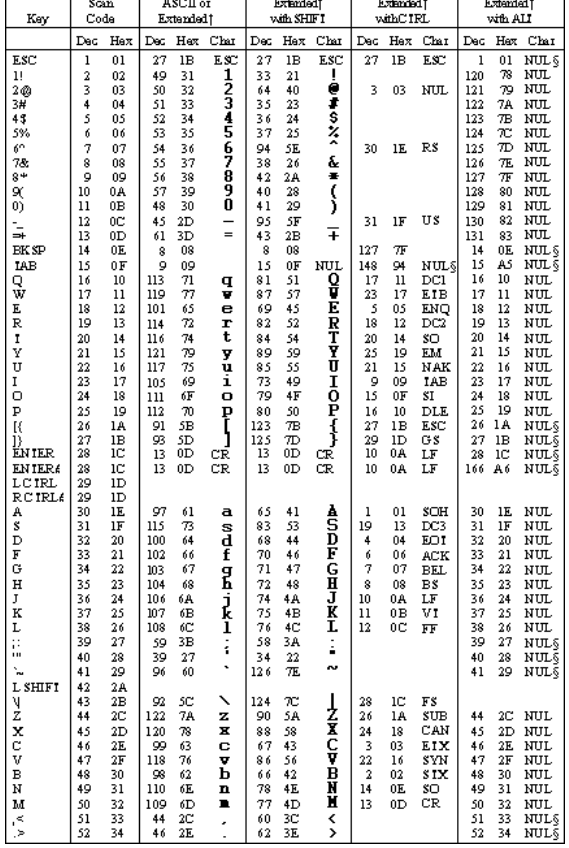 Key Scan Code ASCII or Extended† Extended† with SHIFT Extended† with CTRL Extended† with ALT
Dec Hex Dec Hex Char Dec Hex Char Dec Hex Char Dec Hex Char
ESC 1 01 27 1B ESC 27 1B ESC 27 1B ESC 1 01 NUL§
1! 2 02 49 31 1 33 21 ! 120 78 NUL§
2@ 3 03 50 32 2 64 40 @ 3 03 NUL 121 79 NUL§
3# 4 04 51 33 3 35 23 # 122 7A NUL§
4$ 5 05 52 34 4 36 24 $ 123 7B NUL§
5% 6 06 53 35 5 37 25 % 124 7C NUL§
6^ 7 07 54 36 6 94 5E ^ 30 1E RS 125 7D NUL§
7& 8 08 55 37 7 38 26 & 126 7E NUL§
8* 9 09 56 38 8 42 2A * 127 7F NUL§
9( 10 0A 57 39 9 40 28 ( 128 80 NUL§
0) 11 0B 48 30 0 41 29 ) 129 81 NUL§
-_ 12 0C 45 2D — 95 5F _ 31 1F US 130 82 NUL§
=+ 13 0D 61 3D = 43 2B + 131 83 NUL§
BKSP 14 0E 8 08 8 08 127 7F 14 0E NUL§
TAB 15 0F 9 09 15 0F NUL 148 94 NUL§ 15 A5 NUL§
Q 16 10 113 71 q 81 51 Q 17 11 DC1 16 10 NUL
W 17 11 119 77 w 87 57 W 23 17 ETB 17 11 NUL
E 18 12 101 65 e 69 45 E 5 05 ENQ 18 12 NUL
R 19 13 114 72 r 82 52 R 18 12 DC2 19 13 NUL
T 20 14 116 74 t 84 54 T 20 14 SO 20 14 NUL
Y 21 15 121 79 y 89 59 Y 25 19 EM 21 15 NUL
U 22 16 117 75 u 85 55 U 21 15 NAK 22 16 NUL
I 23 17 105 69 i 73 49 I 9 09 TAB 23 17 NUL
O 24 18 111 6F o 79 4F O 15 0F SI 24 18 NUL
P 25 19 112 70 p 80 50 P 16 10 DLE 25 19 NUL
[{ 26 1A 91 5B [ 123 7B { 27 1B ESC 26 1A NUL§
]} 27 1B 93 5D ] 125 7D } 29 1D GS 27 1B NUL§
ENTER 28 1C 13 0D CR 13 0D CR 10 0A LF 28 1C NUL§
ENTER£ 28 1C 13 0D CR 13 0D CR 10 0A LF 166 A6 NUL§
L CTRL 29 1D
R CTRL£ 29 1D
A 30 1E 97 61 a 65 41 A 1 01 SOH 30 1E NUL
S 31 1F 115 73 s 83 53 S 19 13 DC3 31 1F NUL
D 32 20 100 64 d 68 44 D 4 04 EOT 32 20 NUL
F 33 21 102 66 f 70 46 F 6 06 ACK 33 21 NUL
G 34 22 103 67 g 71 47 G 7 07 BEL 34 22 NUL
H 35 23 104 68 h 72 48 H 8 08 BS 35 23 NUL
J 36 24 106 6A j 74 4A J 10 0A LF 36 24 NUL
K 37 25 107 6B k 75 4B K 11 0B VT 37 25 NUL
L 38 26 108 6C l 76 4C L 12 0C FF 38 26 NUL
;: 39 27 59 3B ; 58 3A : 39 27 NUL§
'" 40 28 39 27 ' 34 22 " 40 28 NUL§
`~ 41 29 96 60 ` 126 7E ~ 41 29 NUL§
L SHIFT 42 2A
\| 43 2B 92 5C \ 124 7C | 28 1C FS
Z 44 2C 122 7A z 90 5A Z 26 1A SUB 44 2C NUL
X 45 2D 120 78 x 88 58 X 24 18 CAN 45 2D NUL
C 46 2E 99 63 c 67 43 C 3 03 ETX 46 2E NUL
V 47 2F 118 76 v 86 56 V 22 16 SYN 47 2F NUL
B 48 30 98 62 b 66 42 B 2 02 STX 48 30 NUL
N 49 31 110 6E n 78 4E N 14 0E SO 49 31 NUL
M 50 32 109 6D m 77 4D M 13 0D CR 50 32 NUL
,< 51 33 44 2C , 60 3C < 51 33 NUL§
.> 52 34 46 2E . 62 3E > 52 34 NUL§